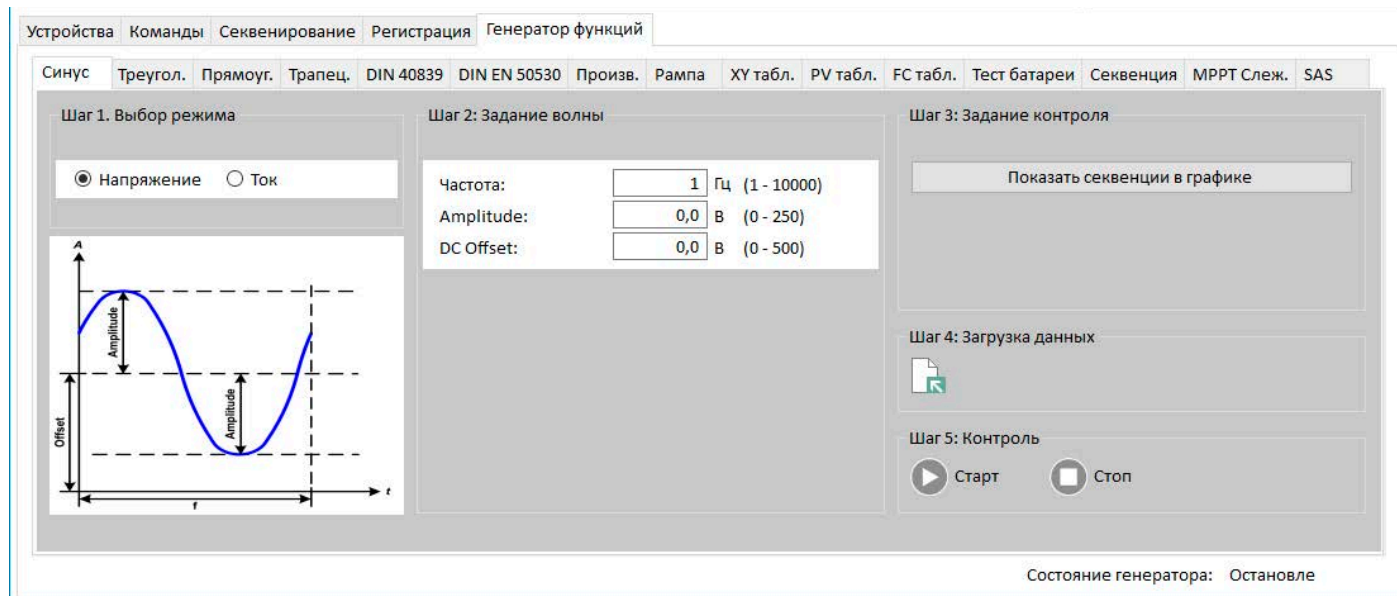 Устройства Команды Секвенирование Регистрация Генератор функций
Синус Треугол. Прямоуг. Трапец. DIN 40839 DIN EN 50530 Произв. Рампа XY табл. PV табл. FC табл. Тест батареи Секвенция MPPT Слеж. SAS
Шаг 1. Выбор режима
Напряжение Ток
A
Amplitude
Amplitude
Offset
t
f
Шаг 2: Задание волны
Частота: 1 Гц (1 - 10000)
Amplitude: 0,0 В (0 - 250)
DC Offset: 0,0 В (0 - 500)
Шаг 3: Задание контроля
Показать секвенции в графике
Шаг 4: Загрузка данных
Шаг 5: Контроль
Старт Стоп
Состояние генератора: Остановле